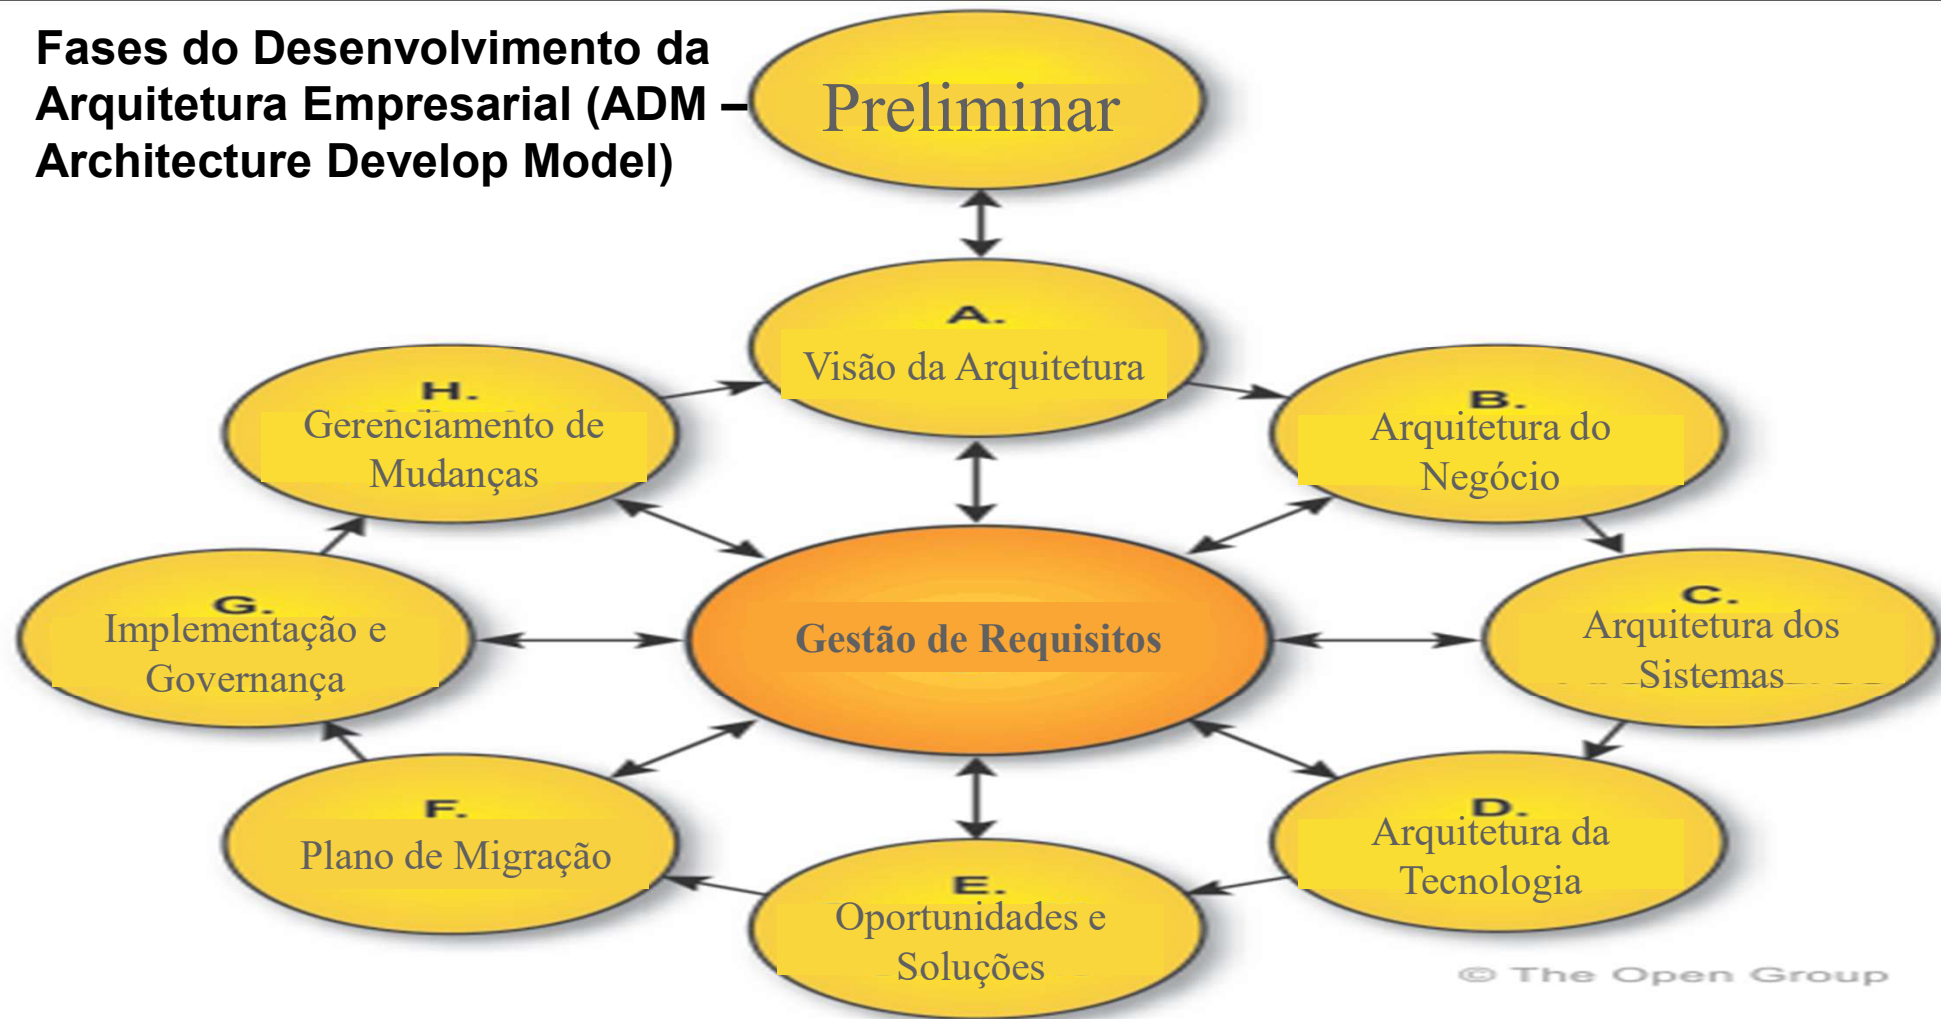 Fases do Desenvolvimento da
Arquitetura Empresarial (ADM –
Architecture Develop Model)
Preliminar
A.
Visão da Arquitetura
H.
Gerenciamento de
Mudanças
B.
Arquitetura do
Negócio
G.
Implementação e
Governança
Gestão de Requisitos
C.
Arquitetura dos
Sistemas
F.
Plano de Migração
D.
Arquitetura da
Tecnologia
E.
Oportunidades e
Soluções
© The Open Group